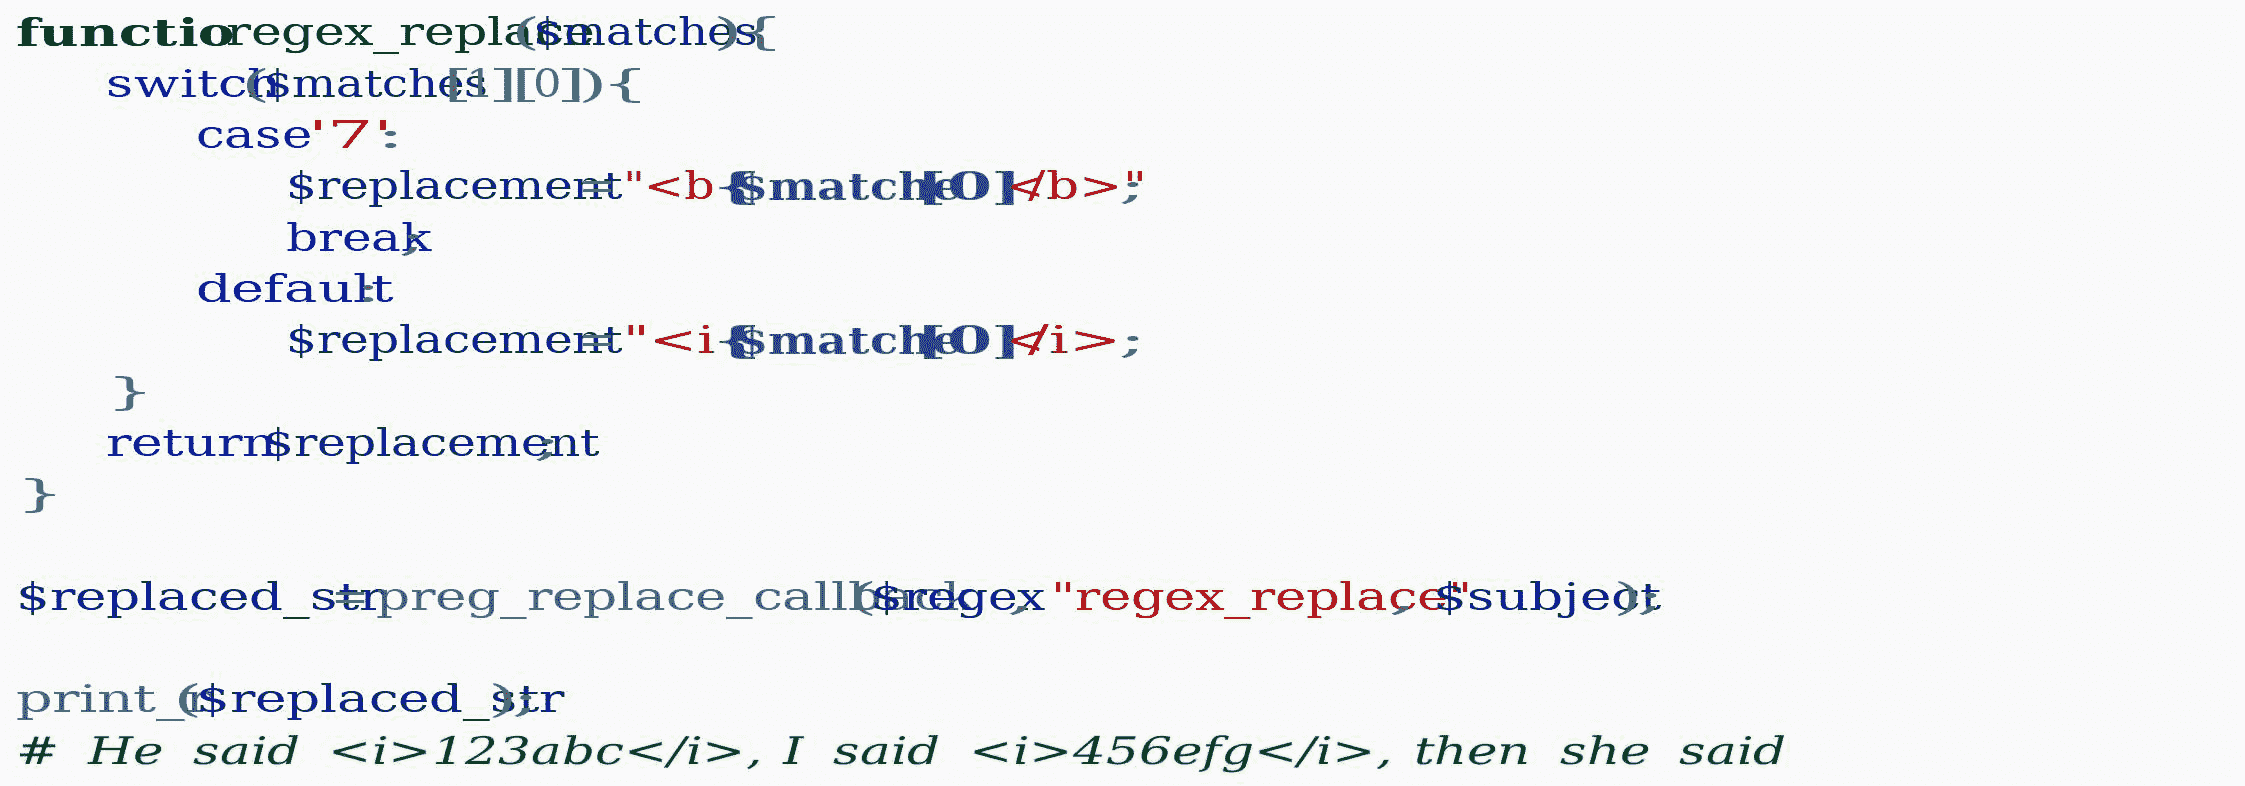 function regex_replace($matches){
switch($matches[1][0]){
case '7':
$replacement = "<b>{$matches[0]}</b>";
break;
default:
$replacement = "<i>{$matches[0]}</i>";
}
return $replacement;
}
$replaced_str = preg_replace_callback($regex, "regex_replace", $subject);
print_r($replaced_str);
# He said <i>123abc</i>, I said <i>456efg</i>, then she said